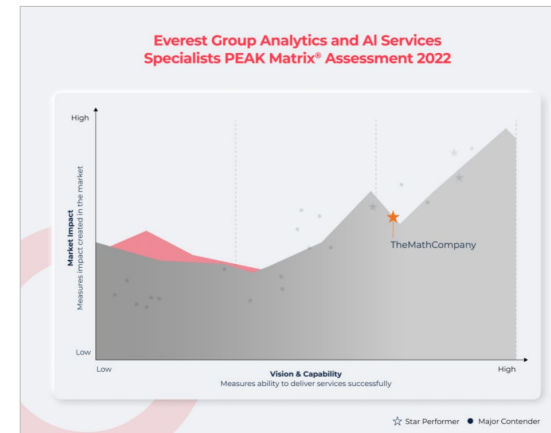 Everest Group Analytics and AI Services
Specialists PEAK Matrix® Assessment 2022
High
Market Impact
Measures impact created in the market
TheMathCompany
Low
Low
High
Vision & Capability
Measures ability to deliver services successfully
☆ Star Performer ● Major Contender